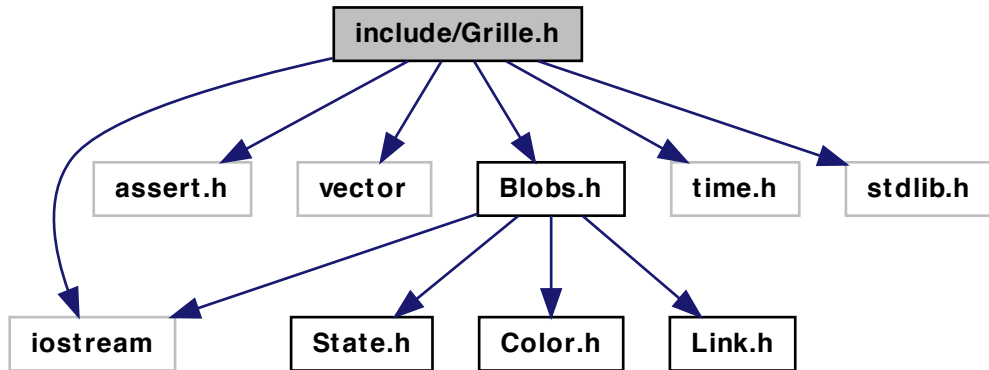 include/Grille.h
assert.h
vector
Blobs.h
time.h
stdlib.h
iostream
State.h
Color.h
Link.h